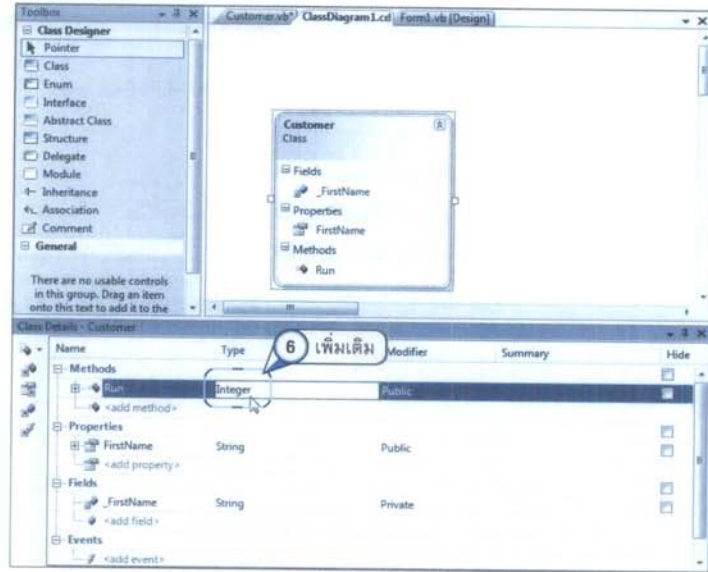 Toolbox
Class Designer
Pointer
Class
Enum
Interface
Abstract Class
Structure
Delegate
Module
Inheritance
Association
Comment
General
There are no usable controls
in this group. Drag an item
onto this text to add it to the
Customer.vb* ClassDiagram1.cd Form1.vb [Design]
Customer
Class
Fields
_FirstName
Properties
FirstName
Methods
Run
Class Details - Customer
Name Type Modifier Summary Hide
6 เพิ่มเติม
Methods
Run Integer Public
<add method>
Properties
FirstName String Public
<add property>
Fields
_FirstName String Private
<add field>
Events
<add event>